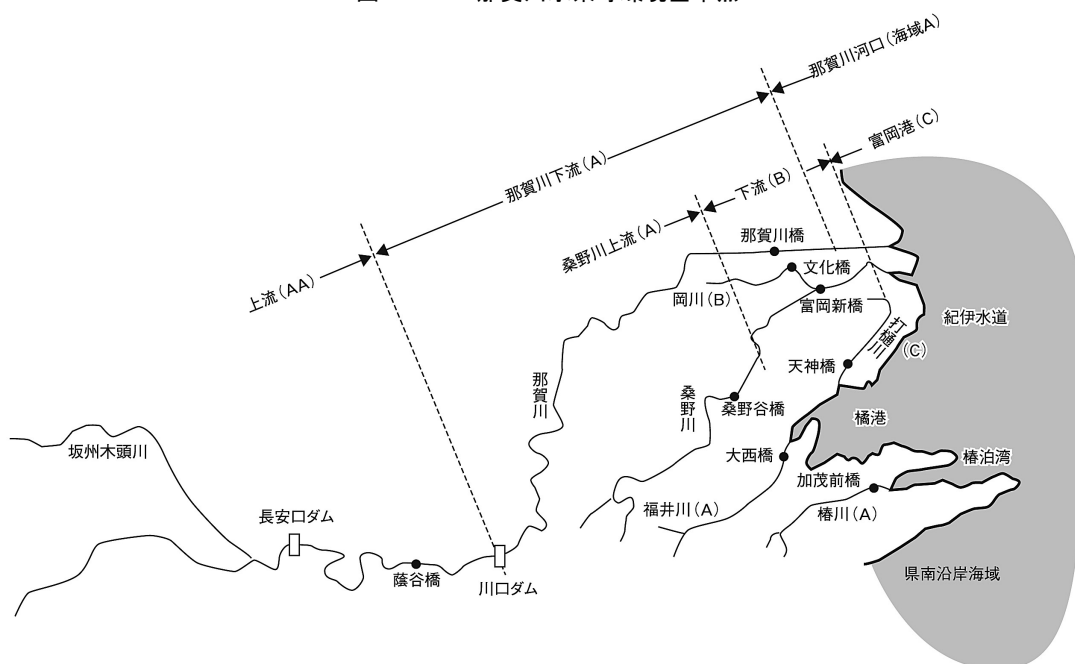 那賀川河口（海域A）
富岡港（C）
那賀川下流（A）
下流（B）
桑野川上流（A）
上流（AA）
那賀川橋
文化橋
岡川（B）
富岡新橋
紀伊水道
打樋川
（C）
天神橋
那賀川
桑野川
桑野谷橋
橘港
坂州木頭川
大西橋
椿泊湾
加茂前橋
長安口ダム
福井川（A）
椿川（A）
蔭谷橋
川口ダム
県南沿岸海域